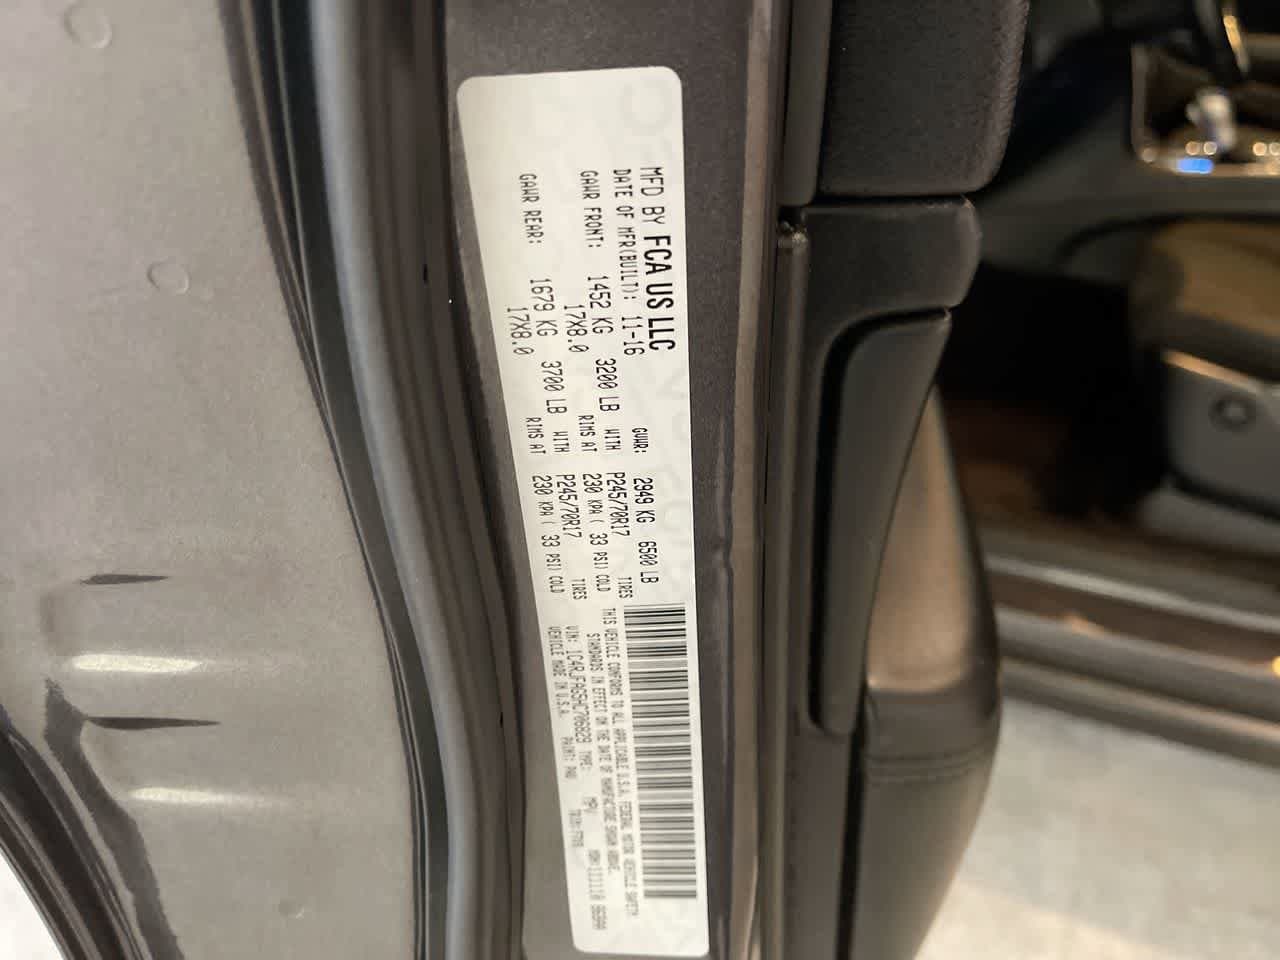 MFD BY FCA US LLC
DATE OF MFR(BUILT): 11-16 GVWR: 2949 KG 6500 LB
GAWR FRONT: 1452 KG 3200 LB WITH P245/70R17 TIRES
17X8.0 RIMS AT 230 KPA ( 33 PSI) COLD
GAWR REAR: 1679 KG 3700 LB WITH P245/70R17 TIRES
17X8.0 RIMS AT 230 KPA ( 33 PSI) COLD
THIS VEHICLE CONFORMS TO ALL APPLICABLE U.S.A. FEDERAL MOTOR VEHICLE SAFETY
STANDARDS IN EFFECT ON THE DATE OF MANUFACTURE SHOWN ABOVE.
VIN: 1C4RJFAG5HC706829 TYPE: MPV
VEHICLE MADE IN U.S.A. PAINT: